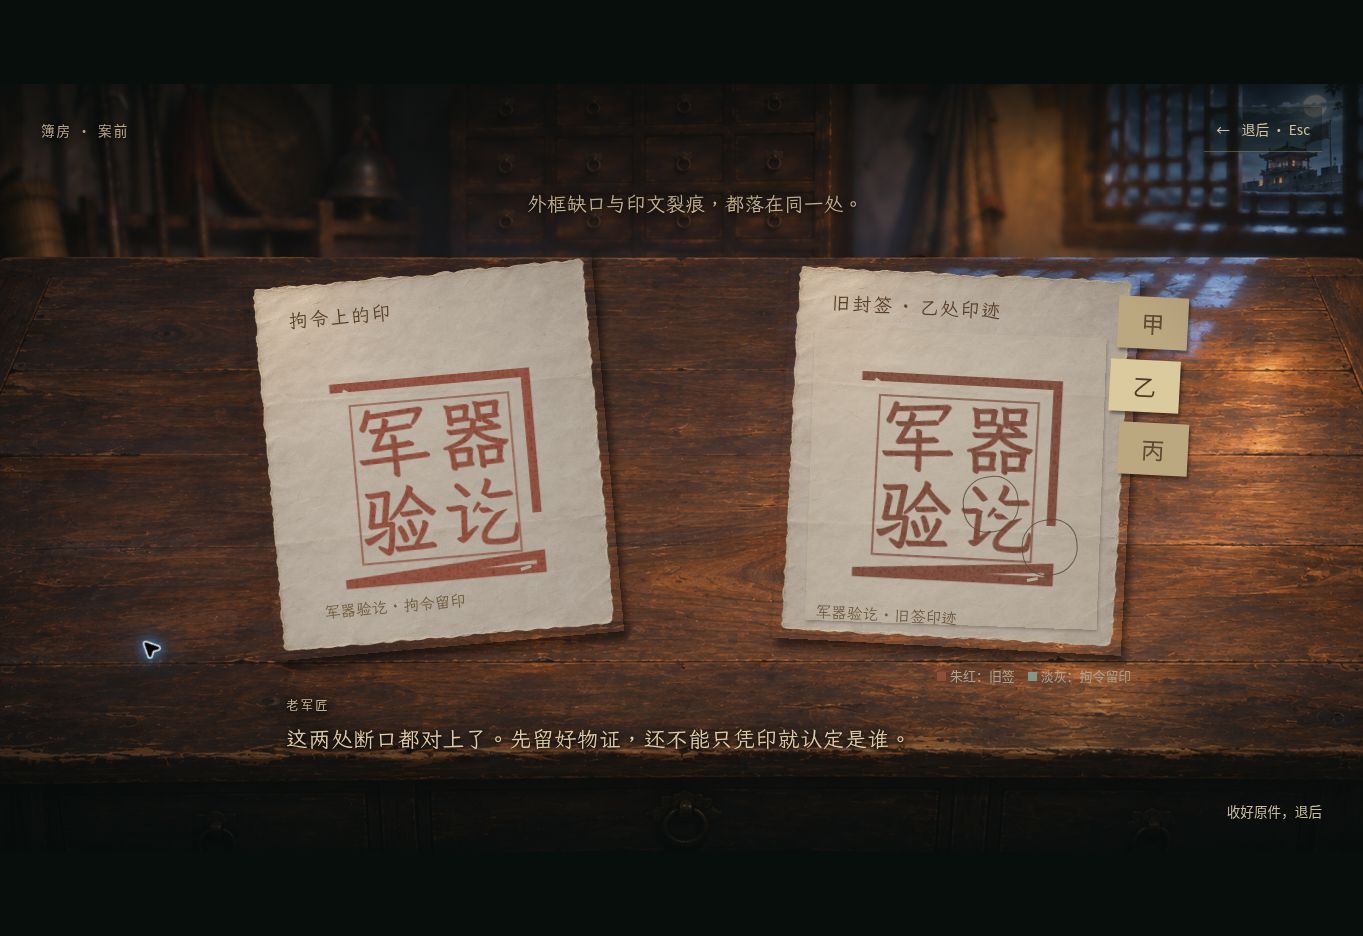 簿房 · 案前
← 退后 · Esc
外框缺口与印文裂痕，都落在同一处。
拘令上的印
军器
验讫
军器验讫 · 拘令留印
旧封签 · 乙处印迹
军器
验讫
军器验讫 · 旧签印迹
甲
乙
丙
朱红：旧签 淡灰：拘令留印
老军匠
这两处断口都对上了。先留好物证，还不能只凭印就认定是谁。
收好原件，退后